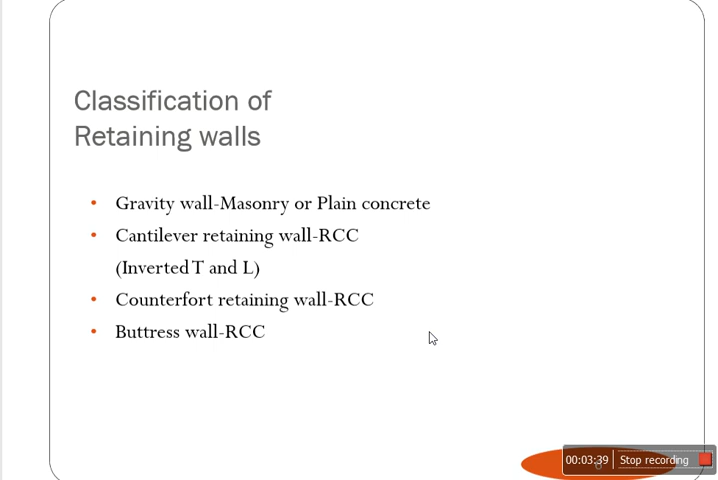 Classification of
Retaining walls
• Gravity wall-Masonry or Plain concrete
• Cantilever retaining wall-RCC
(Inverted T and L)
• Counterfort retaining wall-RCC
• Buttress wall-RCC
00:03:39 Stop recording